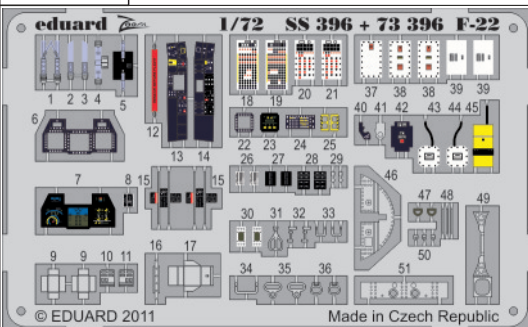 eduard Zoom 1/72 SS 396 + 73 396 F-22
1 2 3 4 5
12 13 14
18 19 20 21
37 38 38 39 39
6
22 23 24 25
40 41 42 43 44 45
7 8 15 15
26 27 28 29
46
47 48 49
30 31 32 33
50
9 9 10 11
16 17
34 35 36
51
© EDUARD 2011 Made in Czech Republic